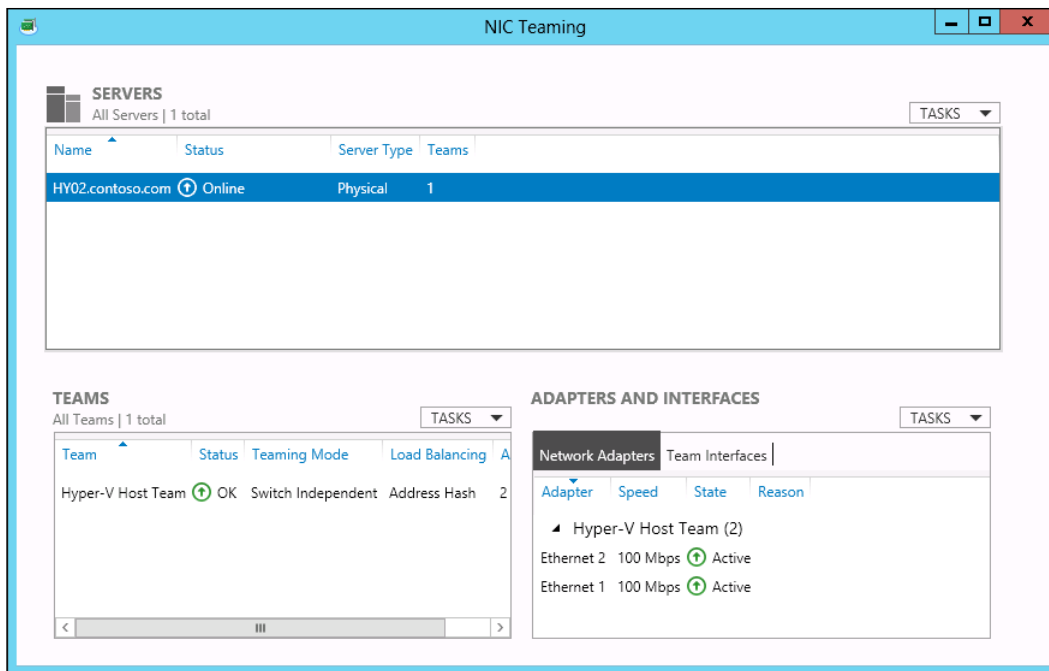 NIC Teaming
SERVERS
All Servers | 1 total
TASKS
Name Status Server Type Teams
HY02.contoso.com Online Physical 1
TEAMS
All Teams | 1 total
TASKS
Team Status Teaming Mode Load Balancing A
Hyper-V Host Team OK Switch Independent Address Hash 2
ADAPTERS AND INTERFACES
TASKS
Network Adapters Team Interfaces
Adapter Speed State Reason
Hyper-V Host Team (2)
Ethernet 2 100 Mbps Active
Ethernet 1 100 Mbps Active